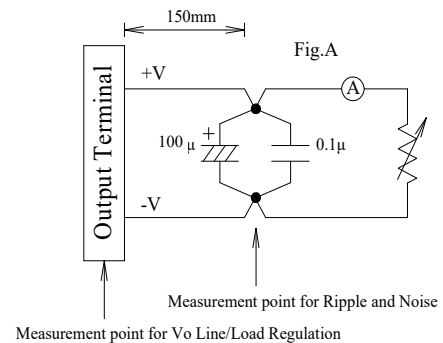 150mm
Fig.A
+V
A
Output Terminal
+
100 μ
0.1μ
-V
Measurement point for Ripple and Noise
Measurement point for Vo Line/Load Regulation